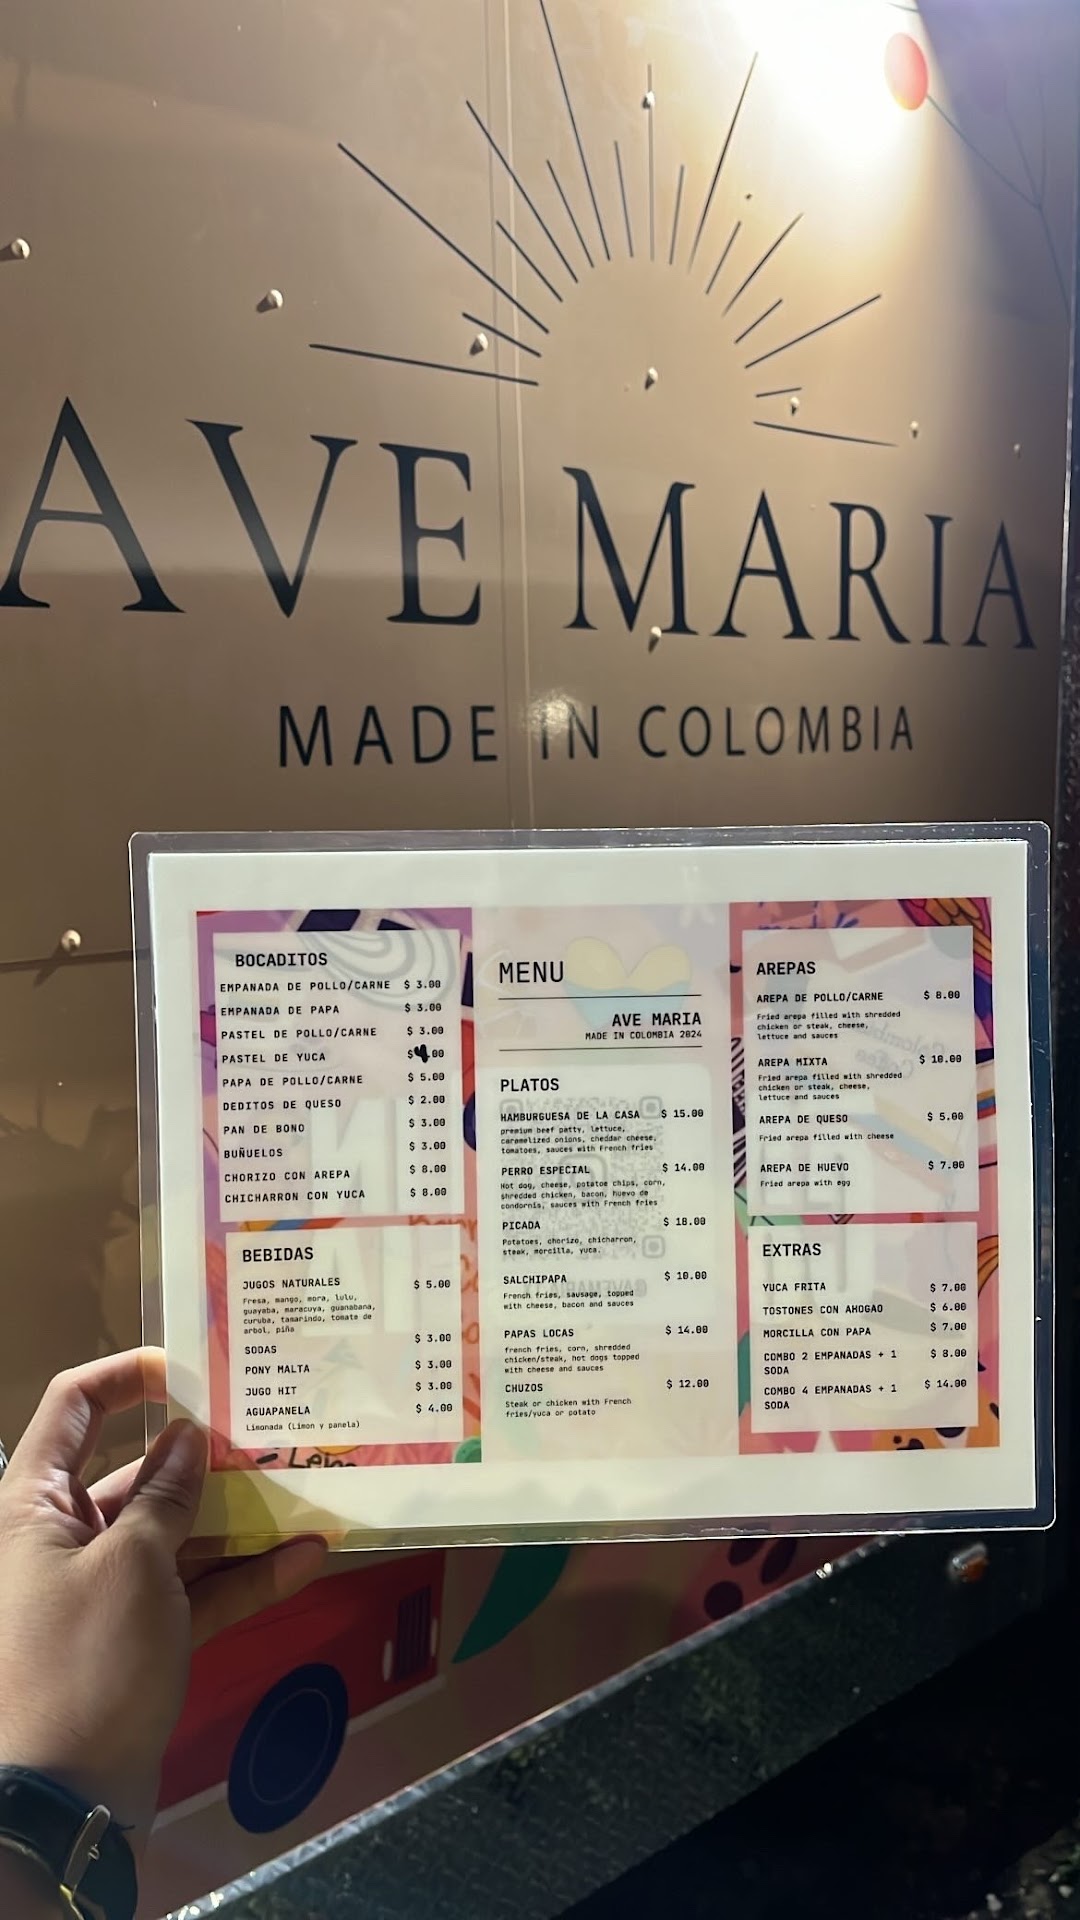 AVE MARIA
MADE IN COLOMBIA
BOCADITOS
EMPANADA DE POLLO/CARNE $ 3.00
EMPANADA DE PAPA $ 3.00
PASTEL DE POLLO/CARNE $ 3.00
PASTEL DE YUCA $ 4.00
PAPA DE POLLO/CARNE $ 5.00
DEDITOS DE QUESO $ 2.00
PAN DE BONO $ 3.00
BUÑUELOS $ 3.00
CHORIZO CON AREPA $ 8.00
CHICHARRON CON YUCA $ 8.00
BEBIDAS
JUGOS NATURALES $ 5.00
Fresa, mango, mora, lulu,
guayaba, maracuya, guanabana,
curuba, tamarindo, tomate de
arbol, piña
SODAS $ 3.00
PONY MALTA $ 3.00
JUGO HIT $ 3.00
AGUAPANELA $ 4.00
Limonada (Limon y panela)
MENU
AVE MARIA
MADE IN COLOMBIA 2024
PLATOS
HAMBURGUESA DE LA CASA $ 15.00
premium beef patty, lettuce,
caramelized onions, cheddar cheese,
tomatoes, sauces with French fries
PERRO ESPECIAL $ 14.00
Hot dog, cheese, potatoe chips, corn,
shredded chicken, bacon, huevo de
condornis, sauces with French fries
PICADA $ 18.00
Potatoes, chorizo, chicharron,
steak, morcilla, yuca.
SALCHIPAPA $ 10.00
French fries, sausage, topped
with cheese, bacon and sauces
PAPAS LOCAS $ 14.00
french fries, corn, shredded
chicken/steak, hot dogs topped
with cheese and sauces
CHUZOS $ 12.00
Steak or chicken with French
fries/yuca or potato
AREPAS
AREPA DE POLLO/CARNE $ 8.00
Fried arepa filled with shredded
chicken or steak, cheese,
lettuce and sauces
AREPA MIXTA $ 10.00
Fried arepa filled with shredded
chicken or steak, cheese,
lettuce and sauces
AREPA DE QUESO $ 5.00
Fried arepa filled with cheese
AREPA DE HUEVO $ 7.00
Fried arepa with egg
EXTRAS
YUCA FRITA $ 7.00
TOSTONES CON AHOGAO $ 6.00
MORCILLA CON PAPA $ 7.00
COMBO 2 EMPANADAS + 1 $ 8.00
SODA
COMBO 4 EMPANADAS + 1 $ 14.00
SODA